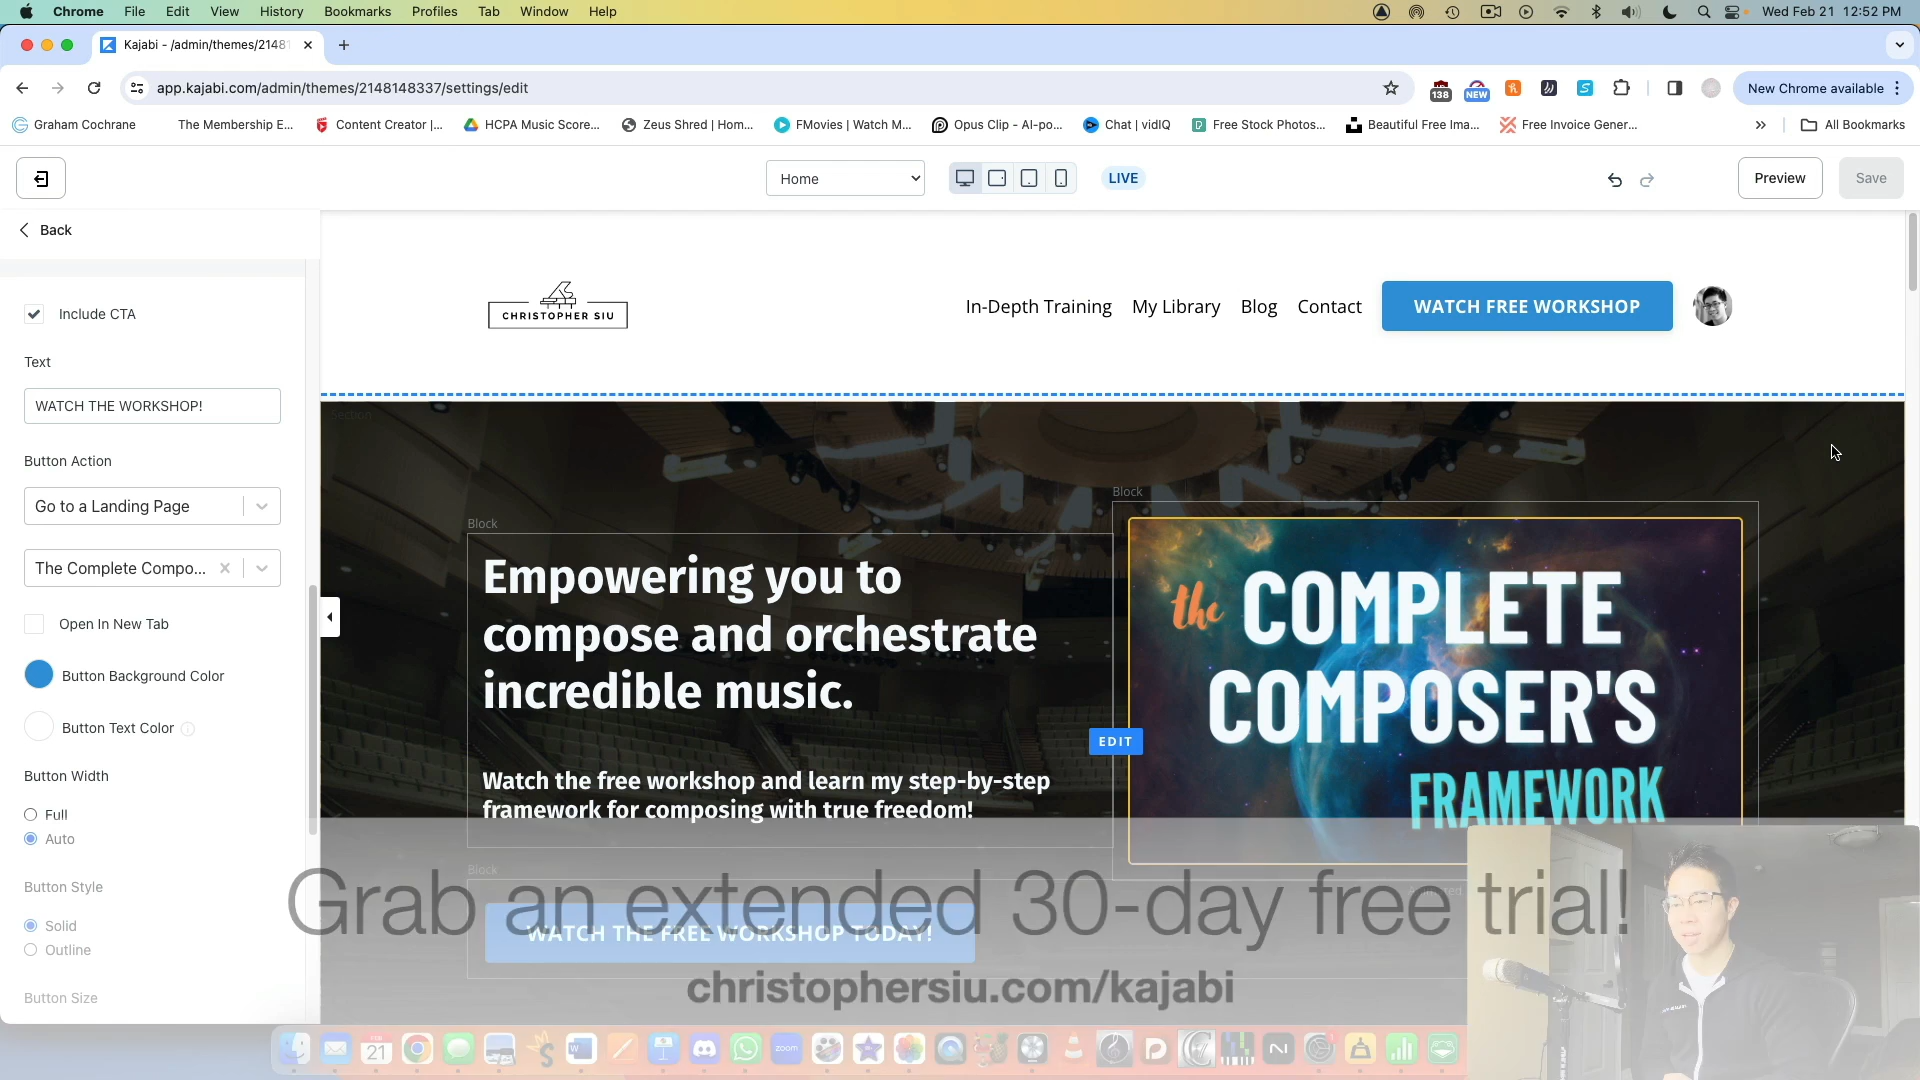 Chrome File Edit View History Bookmarks Profiles Tab Window Help
Wed Feb 21 12:52 PM
Kajabi - /admin/themes/21481
app.kajabi.com/admin/themes/2148148337/settings/edit
138
NEW
New Chrome available
Graham Cochrane
The Membership E...
Content Creator |...
HCPA Music Score...
Zeus Shred | Hom...
FMovies | Watch M...
Opus Clip - AI-po...
Chat | vidIQ
Free Stock Photos...
Beautiful Free Ima...
Free Invoice Gener...
All Bookmarks
Home
LIVE
Preview
Save
Back
Include CTA
Text
WATCH THE WORKSHOP!
Button Action
Go to a Landing Page
The Complete Compo...
Open In New Tab
Button Background Color
Button Text Color
Button Width
Full
Auto
Button Style
Solid
Outline
Button Size
CHRISTOPHER SIU
In-Depth Training
My Library
Blog
Contact
WATCH FREE WORKSHOP
Section
Block
Empowering you to
compose and orchestrate
incredible music.
Watch the free workshop and learn my step-by-step
framework for composing with true freedom!
Block
the COMPLETE
COMPOSER'S
FRAMEWORK
EDIT
Block
WATCH THE FREE WORKSHOP TODAY!
Grab an extended 30-day free trial!
christophersiu.com/kajabi
FEB
21
W
zoom